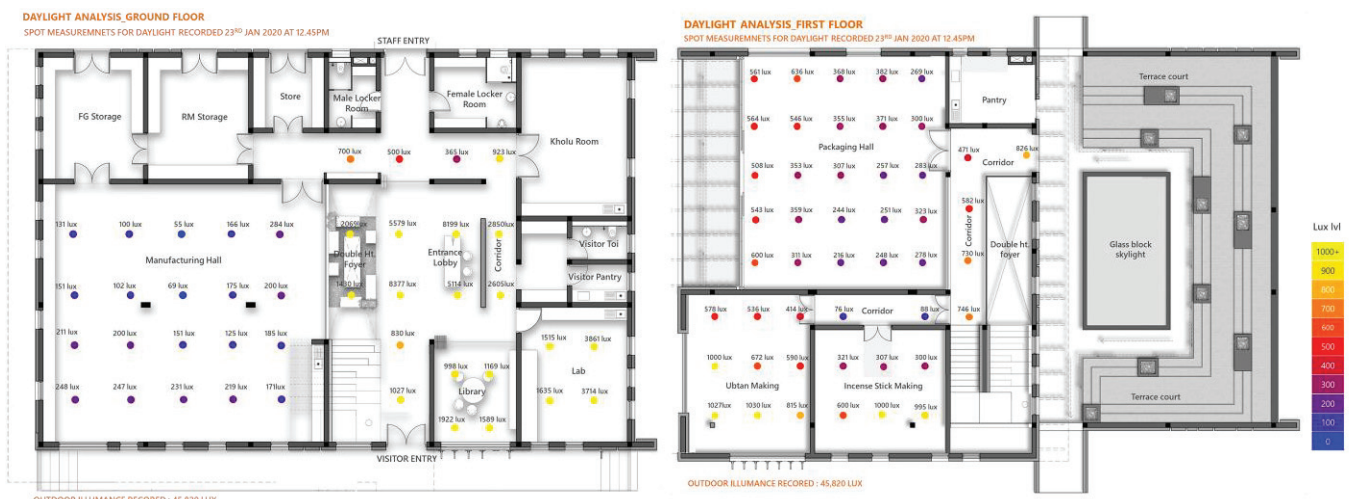 DAYLIGHT ANALYSIS_GROUND FLOOR
SPOT MEASUREMNETS FOR DAYLIGHT RECORDED 23RD JAN 2020 AT 12.45PM
STAFF ENTRY
FG Storage
RM Storage
Store
Male Locker
Room
Female Locker
Room
Kholu Room
700 lux
500 lux
365 lux
923 lux
131 lux
100 lux
55 lux
166 lux
284 lux
2069lux
5579 lux
8199 lux
2850lux
Visitor Toi
Manufacturing Hall
Double Ht.
Foyer
Entrance
Lobby
Corridor
Visitor Pantry
151 lux
102 lux
69 lux
175 lux
200 lux
1430 lux
8377 lux
5114 lux
2605lux
211 lux
200 lux
151 lux
125 lux
185 lux
830 lux
1515 lux
3861 lux
Lab
248 lux
247 lux
231 lux
219 lux
171lux
1027 lux
998 lux
1169 lux
Library
1635 lux
3714 lux
1922 lux
1589 lux
VISITOR ENTRY
OUTDOOR ILLUMANCE RECORED : 45,820 LUX
DAYLIGHT ANALYSIS_FIRST FLOOR
SPOT MEASUREMNETS FOR DAYLIGHT RECORDED 23RD JAN 2020 AT 12.45PM
561 lux
636 lux
368 lux
382 lux
269 lux
Pantry
Terrace court
564 lux
546 lux
355 lux
371 lux
300 lux
Packaging Hall
471 lux
826 lux
Corridor
508 lux
353 lux
307 lux
257 lux
283 lux
543 lux
359 lux
244 lux
251 lux
323 lux
582 lux
Corridor
Double ht.
foyer
Glass block
skylight
600 lux
311 lux
216 lux
248 lux
278 lux
730 lux
578 lux
536 lux
414 lux
76 lux
Corridor
88 lux
746 lux
1000 lux
672 lux
590 lux
321 lux
307 lux
300 lux
Ubtan Making
Incense Stick Making
Terrace court
1027lux
1030 lux
815 lux
600 lux
1000 lux
995 lux
OUTDOOR ILLUMANCE RECORED : 45,820 LUX
Lux lvl
1000+
900
800
700
600
500
400
300
200
100
0